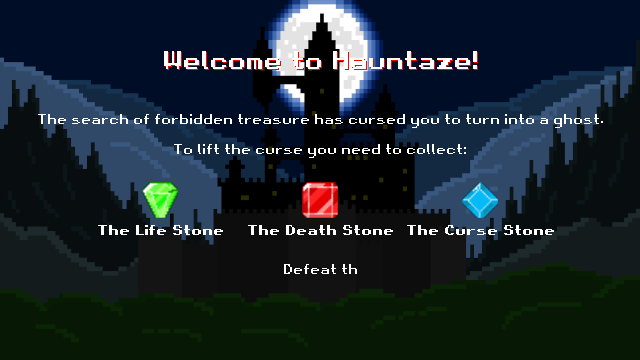 Welcome to Hauntaze!
The search of forbidden treasure has cursed you to turn into a ghost.
To lift the curse you need to collect:
The Life Stone The Death Stone The Curse Stone
Defeat th